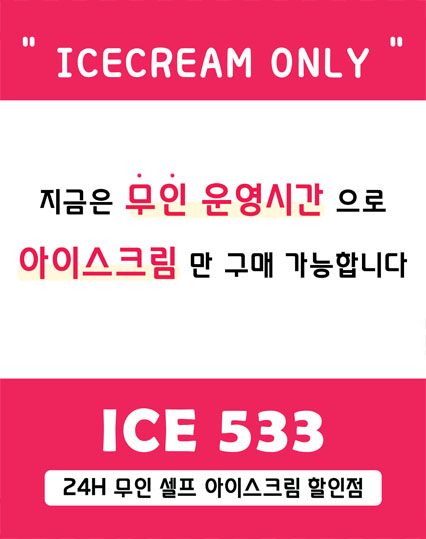 " ICECREAM ONLY "
지금은 무인 운영시간 으로
아이스크림 만 구매 가능합니다
ICE 533
24H 무인 셀프 아이스크림 할인점